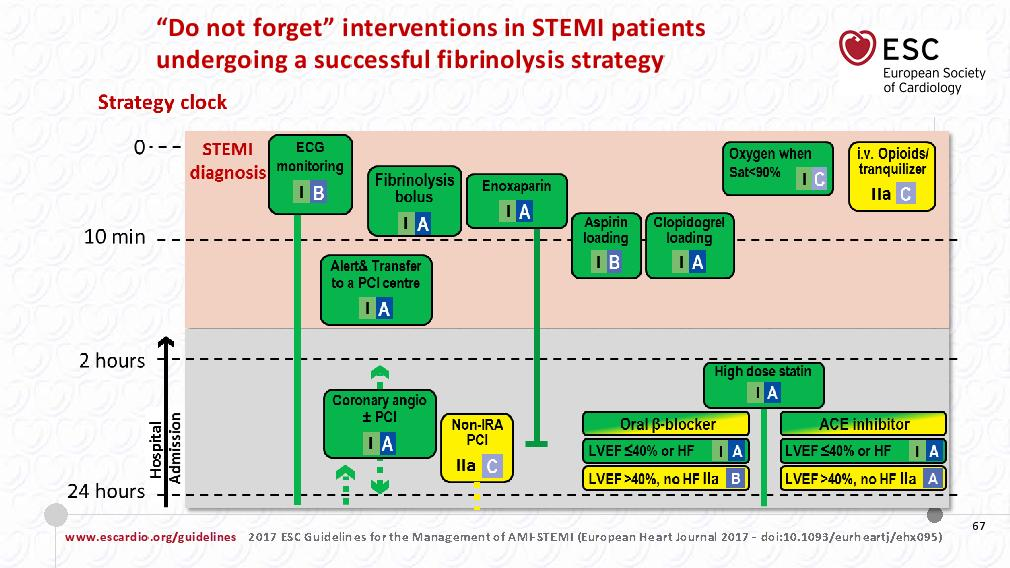 “Do not forget” interventions in STEMI patients
undergoing a successful fibrinolysis strategy
ESC
European Society
of Cardiology
Strategy clock
0
STEMI
diagnosis
ECG
monitoring
I B
Fibrinolysis
bolus
I A
Enoxaparin
I A
Oxygen when
Sat<90%
I C
i.v. Opioids/
tranquilizer
IIa C
Aspirin
loading
I B
Clopidogrel
loading
I A
10 min
Alert& Transfer
to a PCI centre
I A
2 hours
High dose statin
I A
Coronary angio
± PCI
I A
Non-IRA
PCI
IIa C
Oral β-blocker
LVEF ≤40% or HF I A
LVEF >40%, no HF IIa B
ACE inhibitor
LVEF ≤40% or HF I A
LVEF >40%, no HF IIa A
Hospital
Admission
24 hours
67
www.escardio.org/guidelines 2017 ESC Guidelines for the Management of AMI-STEMI (European Heart Journal 2017 - doi:10.1093/eurheartj/ehx095)